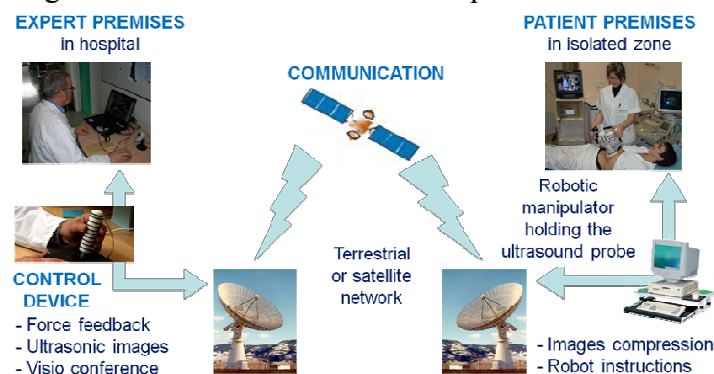 EXPERT PREMISES
in hospital
COMMUNICATION
PATIENT PREMISES
in isolated zone
Robotic
manipulator
holding the
ultrasound probe
Terrestrial
or satellite
network
CONTROL
DEVICE
- Force feedback
- Ultrasonic images
- Visio conference
- Images compression
- Robot instructions